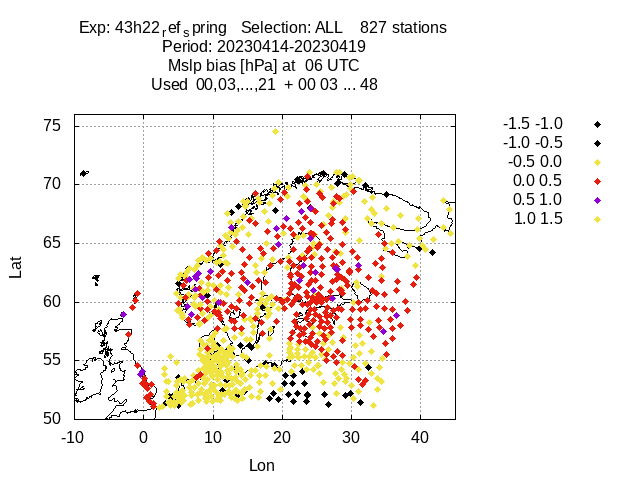 Exp: 43h22ref_spring Selection: ALL 827 stations
Period: 20230414-20230419
Mslp bias [hPa] at 06 UTC
Used 00,03,...,21 + 00 03 ... 48
-1.5 -1.0
-1.0 -0.5
-0.5 0.0
0.0 0.5
0.5 1.0
1.0 1.5
75
70
65
60
55
50
Lat
-10 0 10 20 30 40
Lon